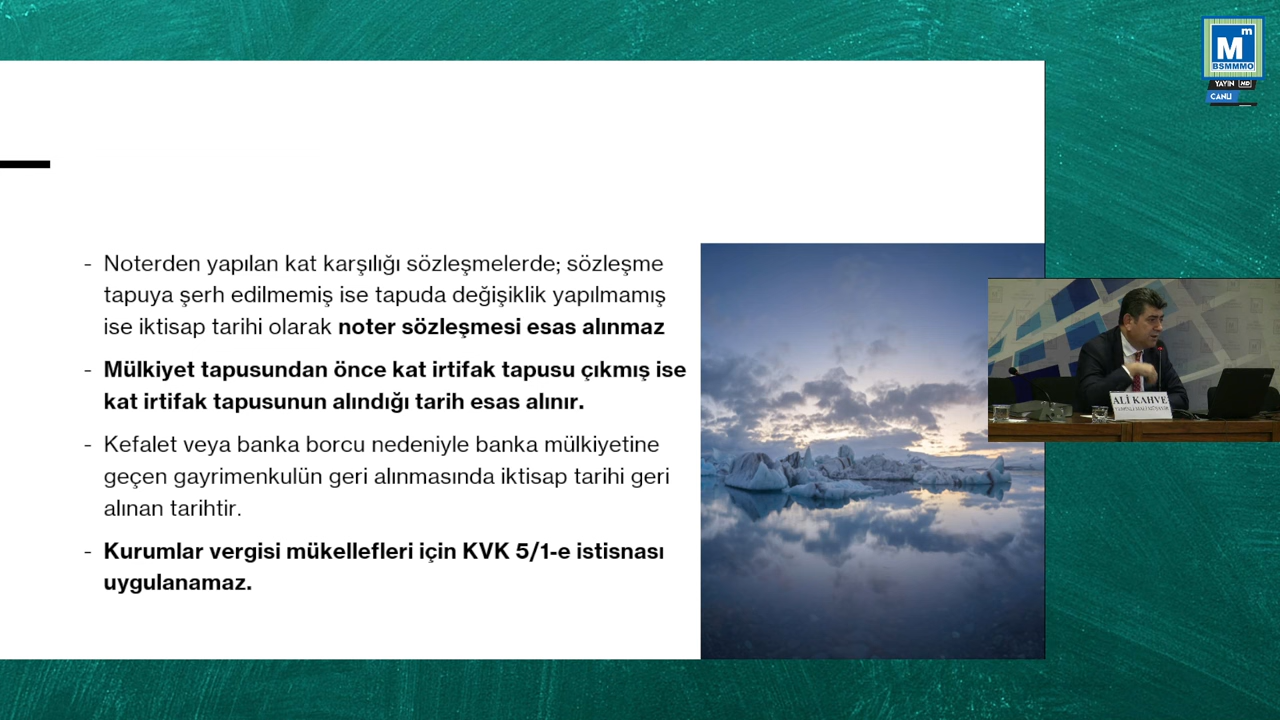 Mm
BSMMMO
YAYIN HD
CANLI
- Noterden yapılan kat karşılığı sözleşmelerde; sözleşme
tapuya şerh edilmemiş ise tapuda değişiklik yapılmamış
ise iktisap tarihi olarak noter sözleşmesi esas alınmaz
- Mülkiyet tapusundan önce kat irtifak tapusu çıkmış ise
kat irtifak tapusunun alındığı tarih esas alınır.
- Kefalet veya banka borcu nedeniyle banka mülkiyetine
geçen gayrimenkulün geri alınmasında iktisap tarihi geri
alınan tarihtir.
- Kurumlar vergisi mükellefleri için KVK 5/1-e istisnası
uygulanamaz.
ALİ KAHVE